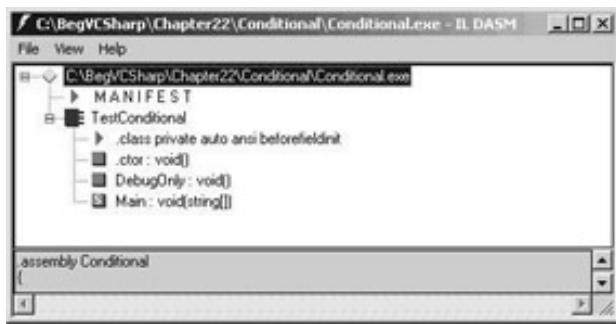 C:\BegVCSharp\Chapter22\Conditional\Conditional.exe - IL DASM
File View Help
C:\BegVCSharp\Chapter22\Conditional\Conditional.exe
MANIFEST
TestConditional
.class private auto ansi beforefieldinit
.ctor : void()
DebugOnly : void()
Main : void(string[])
.assembly Conditional
{